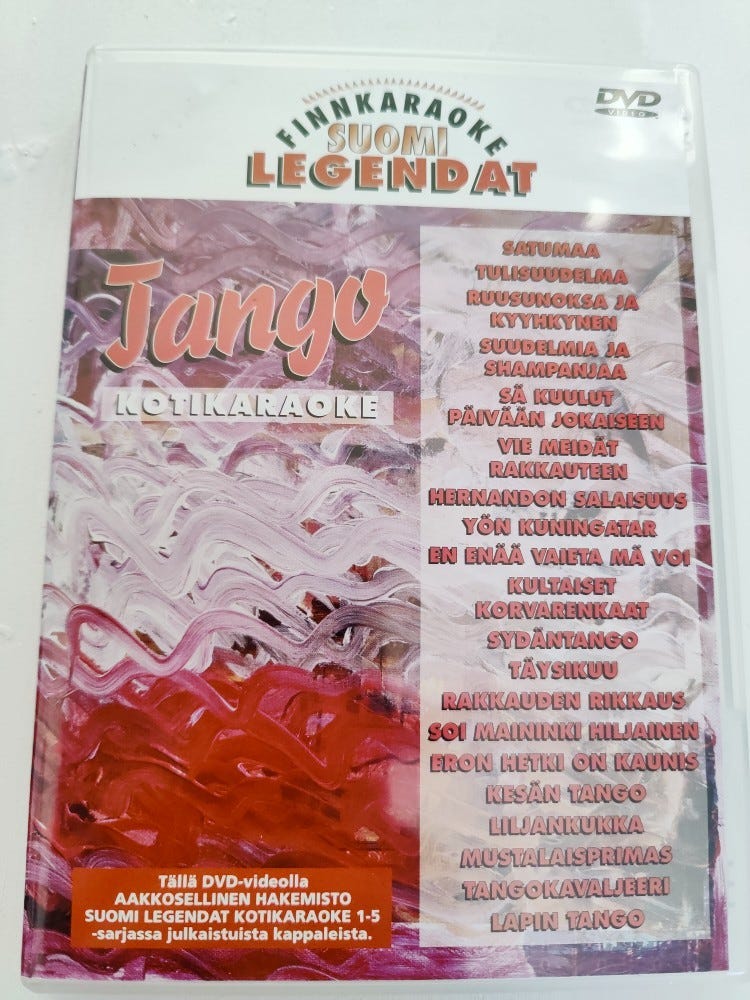 FINNKARAOKE
SUOMI
LEGENDAT
DVD
VIDEO
Tango
KOTIKARAOKE
SATUMAA
TULISUUDELMA
RUUSUNOKSA JA
KYYHKYNEN
SUUDELMIA JA
SHAMPANJAA
SÄ KUULUT
PÄIVÄÄN JOKAISEEN
VIE MEIDÄT
RAKKAUTEEN
HERNANDON SALAISUUS
YÖN KUNINGATAR
EN ENÄÄ VAIETA MÄ VOI
KULTAISET
KORVARENKAAT
SYDÄNTANGO
TÄYSIKUU
RAKKAUDEN RIKKAUS
SOI MAININKI HILJAINEN
ERON HETKI ON KAUNIS
KESÄN TANGO
LILJANKUKKA
MUSTALAISPRIMAS
TANGOKAVALJEERI
LAPIN TANGO
Tällä DVD-videolla
AAKKOSELLINEN HAKEMISTO
SUOMI LEGENDAT KOTIKARAOKE 1-5
-sarjassa julkaistuista kappaleista.